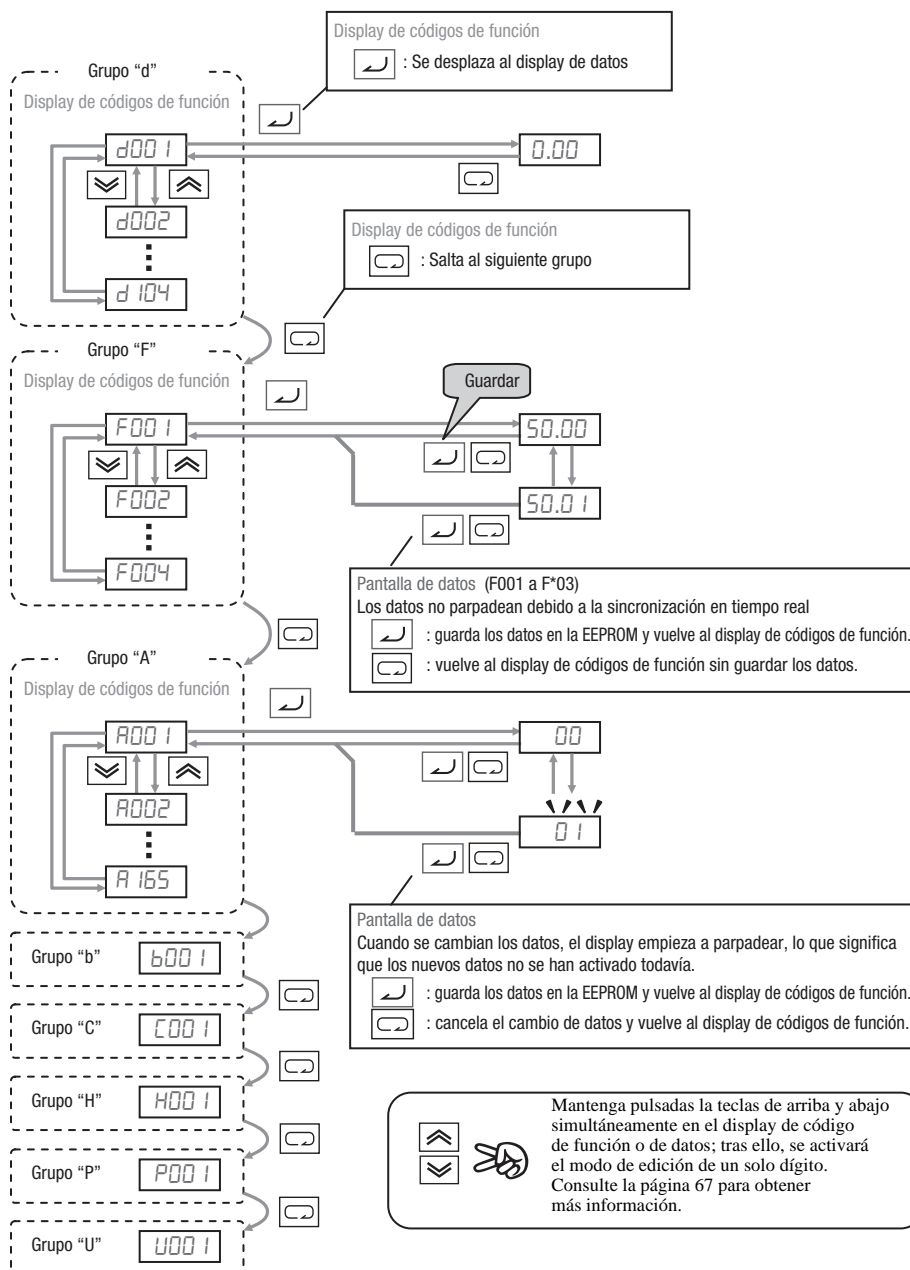 Display de códigos de función
: Se desplaza al display de datos
Grupo “d”
Display de códigos de función
d001
0.00
d002
d104
Display de códigos de función
: Salta al siguiente grupo
Grupo “F”
Display de códigos de función
Guardar
F001
50.00
F002
50.01
F004
Pantalla de datos (F001 a F*03)
Los datos no parpadean debido a la sincronización en tiempo real
: guarda los datos en la EEPROM y vuelve al display de códigos de función.
: vuelve al display de códigos de función sin guardar los datos.
Grupo “A”
Display de códigos de función
A001
00
A002
01
A165
Pantalla de datos
Cuando se cambian los datos, el display empieza a parpadear, lo que significa
que los nuevos datos no se han activado todavía.
: guarda los datos en la EEPROM y vuelve al display de códigos de función.
: cancela el cambio de datos y vuelve al display de códigos de función.
Grupo “b” b001
Grupo “C” C001
Grupo “H” H001
Grupo “P” P001
Grupo “U” U001
Mantenga pulsadas la teclas de arriba y abajo
simultáneamente en el display de código
de función o de datos; tras ello, se activará
el modo de edición de un solo dígito.
Consulte la página 67 para obtener
más información.